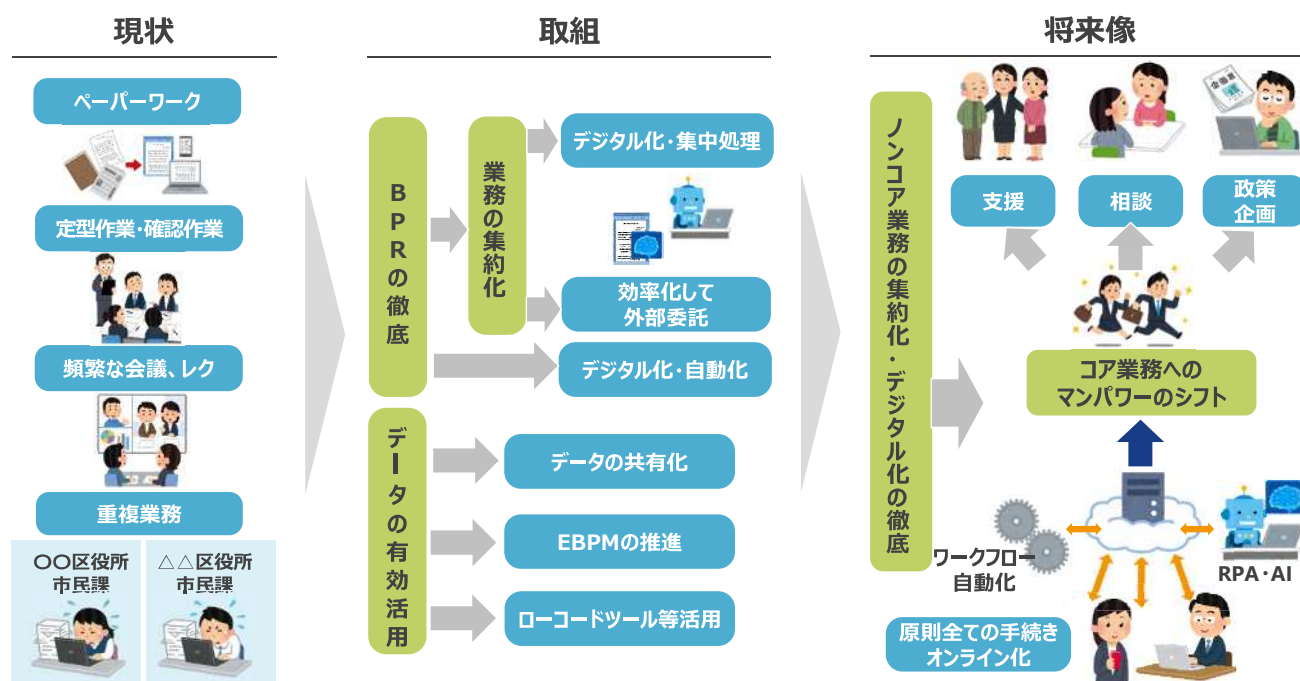 現状
ペーパーワーク
定型作業・確認作業
頻繁な会議、レク
重複業務
〇〇区役所
市民課
△△区役所
市民課
取組
BPRの徹底
業務の集約化
デジタル化・集中処理
効率化して
外部委託
デジタル化・自動化
データの有効活用
データの共有化
EBPMの推進
ローコードツール等活用
将来像
ノンコア業務の集約化・デジタル化の徹底
企画案
支援
相談
政策
企画
コア業務への
マンパワーのシフト
ワークフロー
自動化
RPA・AI
原則全ての手続き
オンライン化